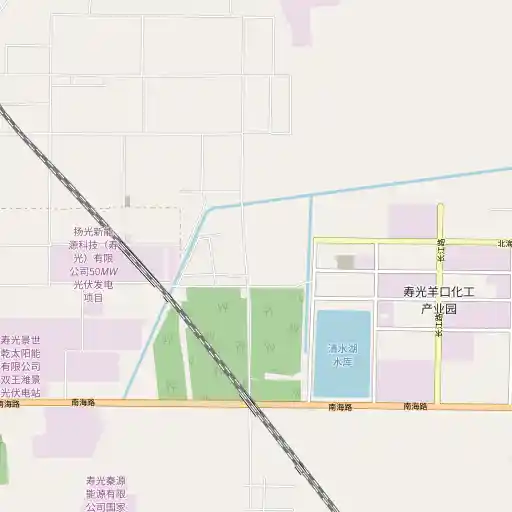 扬光新能
源科技（寿
光）有限
公司50MW
光伏发电
项目
北海
寿光羊口化工
产业园
清水湖
水库
寿光景世
乾太阳能
有限公司
双王潍景
光伏电站
南海路
南海路
南海路
南海路
寿光秦源
能源有限
公司国家